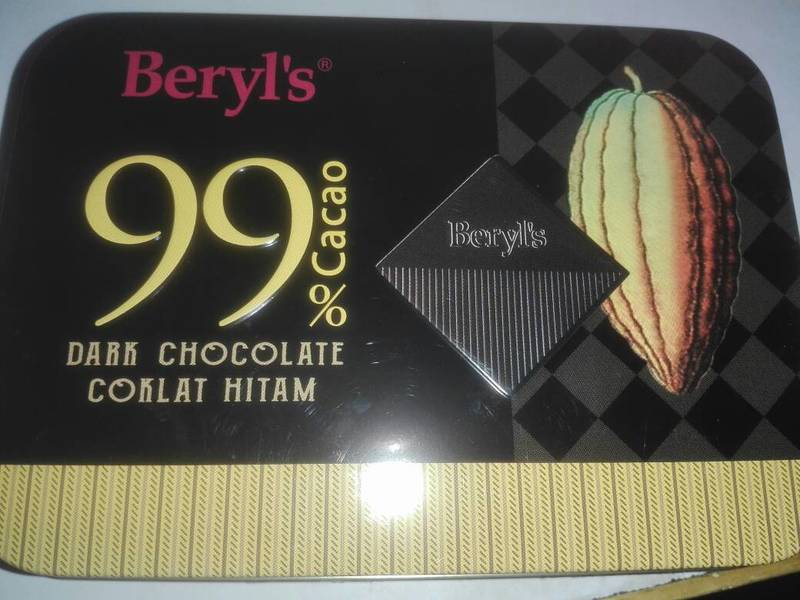 Beryl's®
99% Cacao
Beryl's
DARK CHOCOLATE
COKLAT HITAM